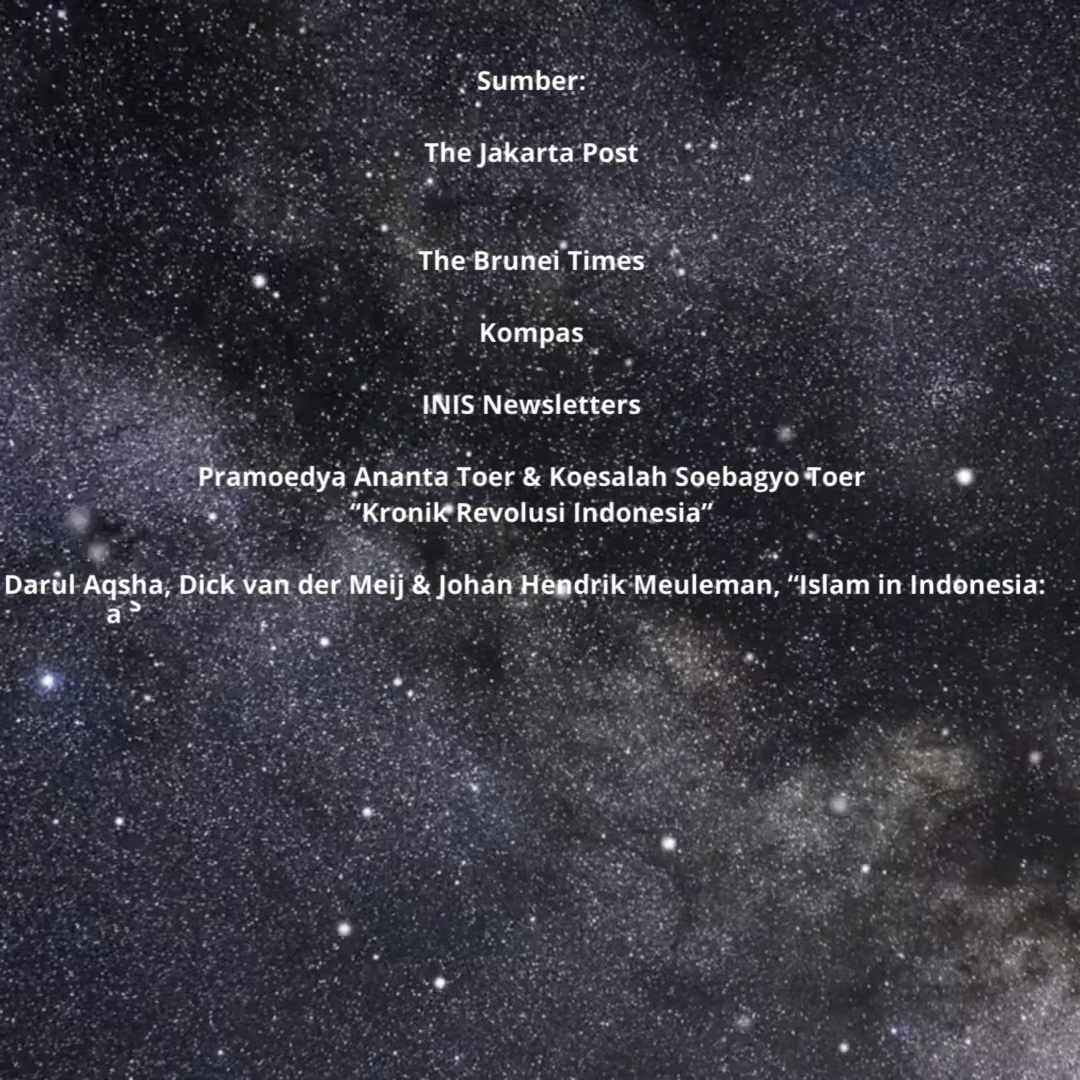 Sumber:
The Jakarta Post
The Brunei Times
Kompas
INIS Newsletters
Pramoedya Ananta Toer & Koesalah Soebagyo Toer
“Kronik Revolusi Indonesia”
Darul Aqsha, Dick van der Meij & Johan Hendrik Meuleman, “Islam in Indonesia:
a